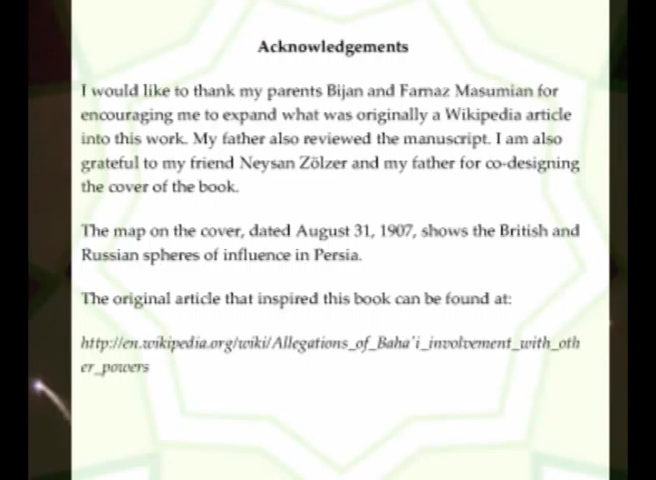 Acknowledgements
I would like to thank my parents Bijan and Farnaz Masumian for
encouraging me to expand what was originally a Wikipedia article
into this work. My father also reviewed the manuscript. I am also
grateful to my friend Neysan Zölzer and my father for co-designing
the cover of the book.
The map on the cover, dated August 31, 1907, shows the British and
Russian spheres of influence in Persia.
The original article that inspired this book can be found at:
http://en.wikipedia.org/wiki/Allegations_of_Baha'i_involvement_with_oth
er_powers